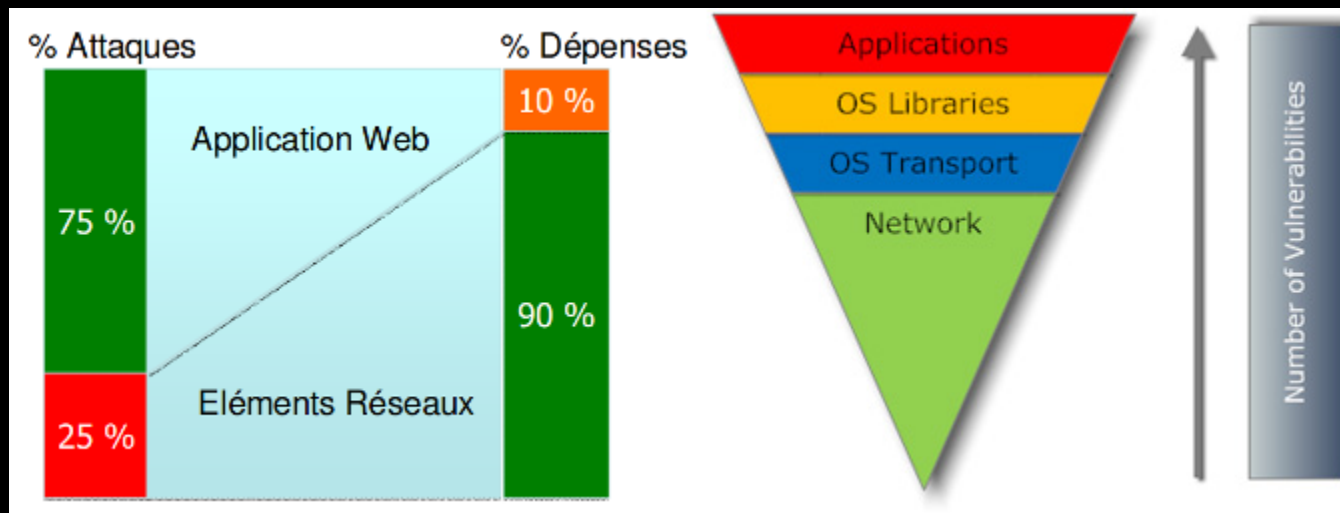 % Attaques
% Dépenses
10 %
Application Web
75 %
90 %
Eléments Réseaux
25 %
Applications
OS Libraries
OS Transport
Network
Number of Vulnerabilities